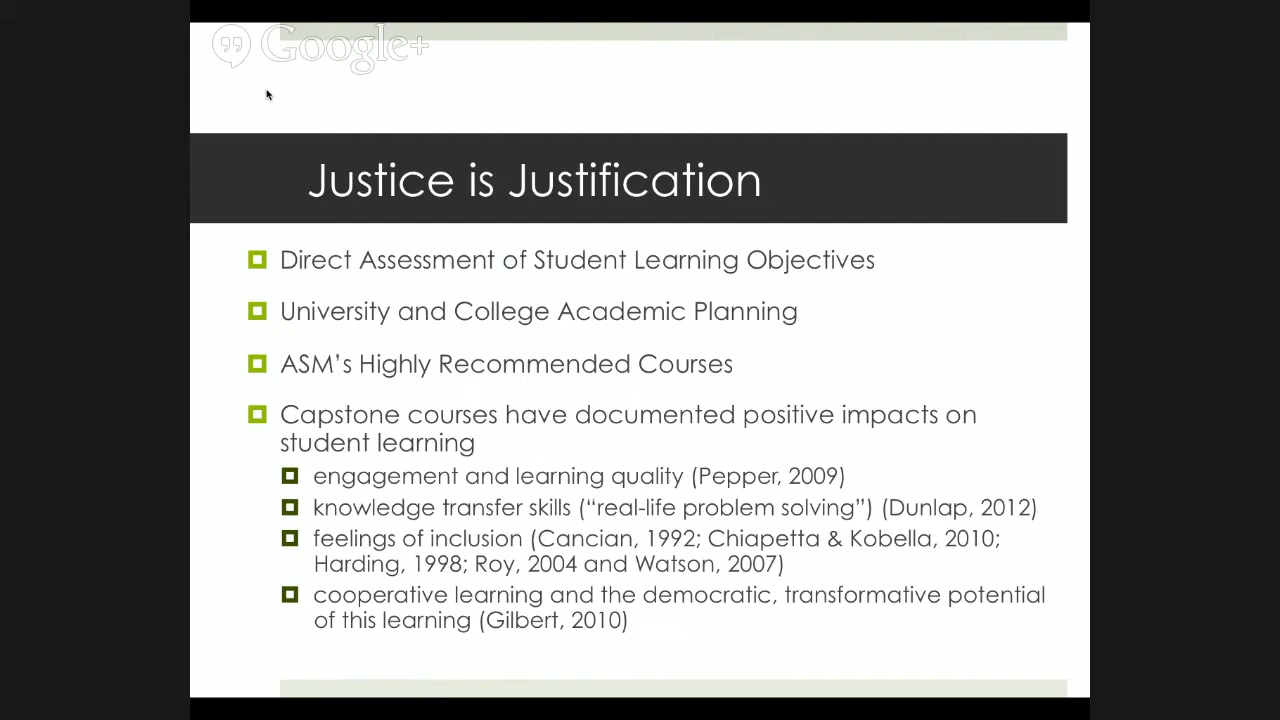 Google+
Justice is Justification
Direct Assessment of Student Learning Objectives
University and College Academic Planning
ASM's Highly Recommended Courses
Capstone courses have documented positive impacts on
student learning
engagement and learning quality (Pepper, 2009)
knowledge transfer skills (“real-life problem solving”) (Dunlap, 2012)
feelings of inclusion (Cancian, 1992; Chiapetta & Kobella, 2010;
Harding, 1998; Roy, 2004 and Watson, 2007)
cooperative learning and the democratic, transformative potential
of this learning (Gilbert, 2010)